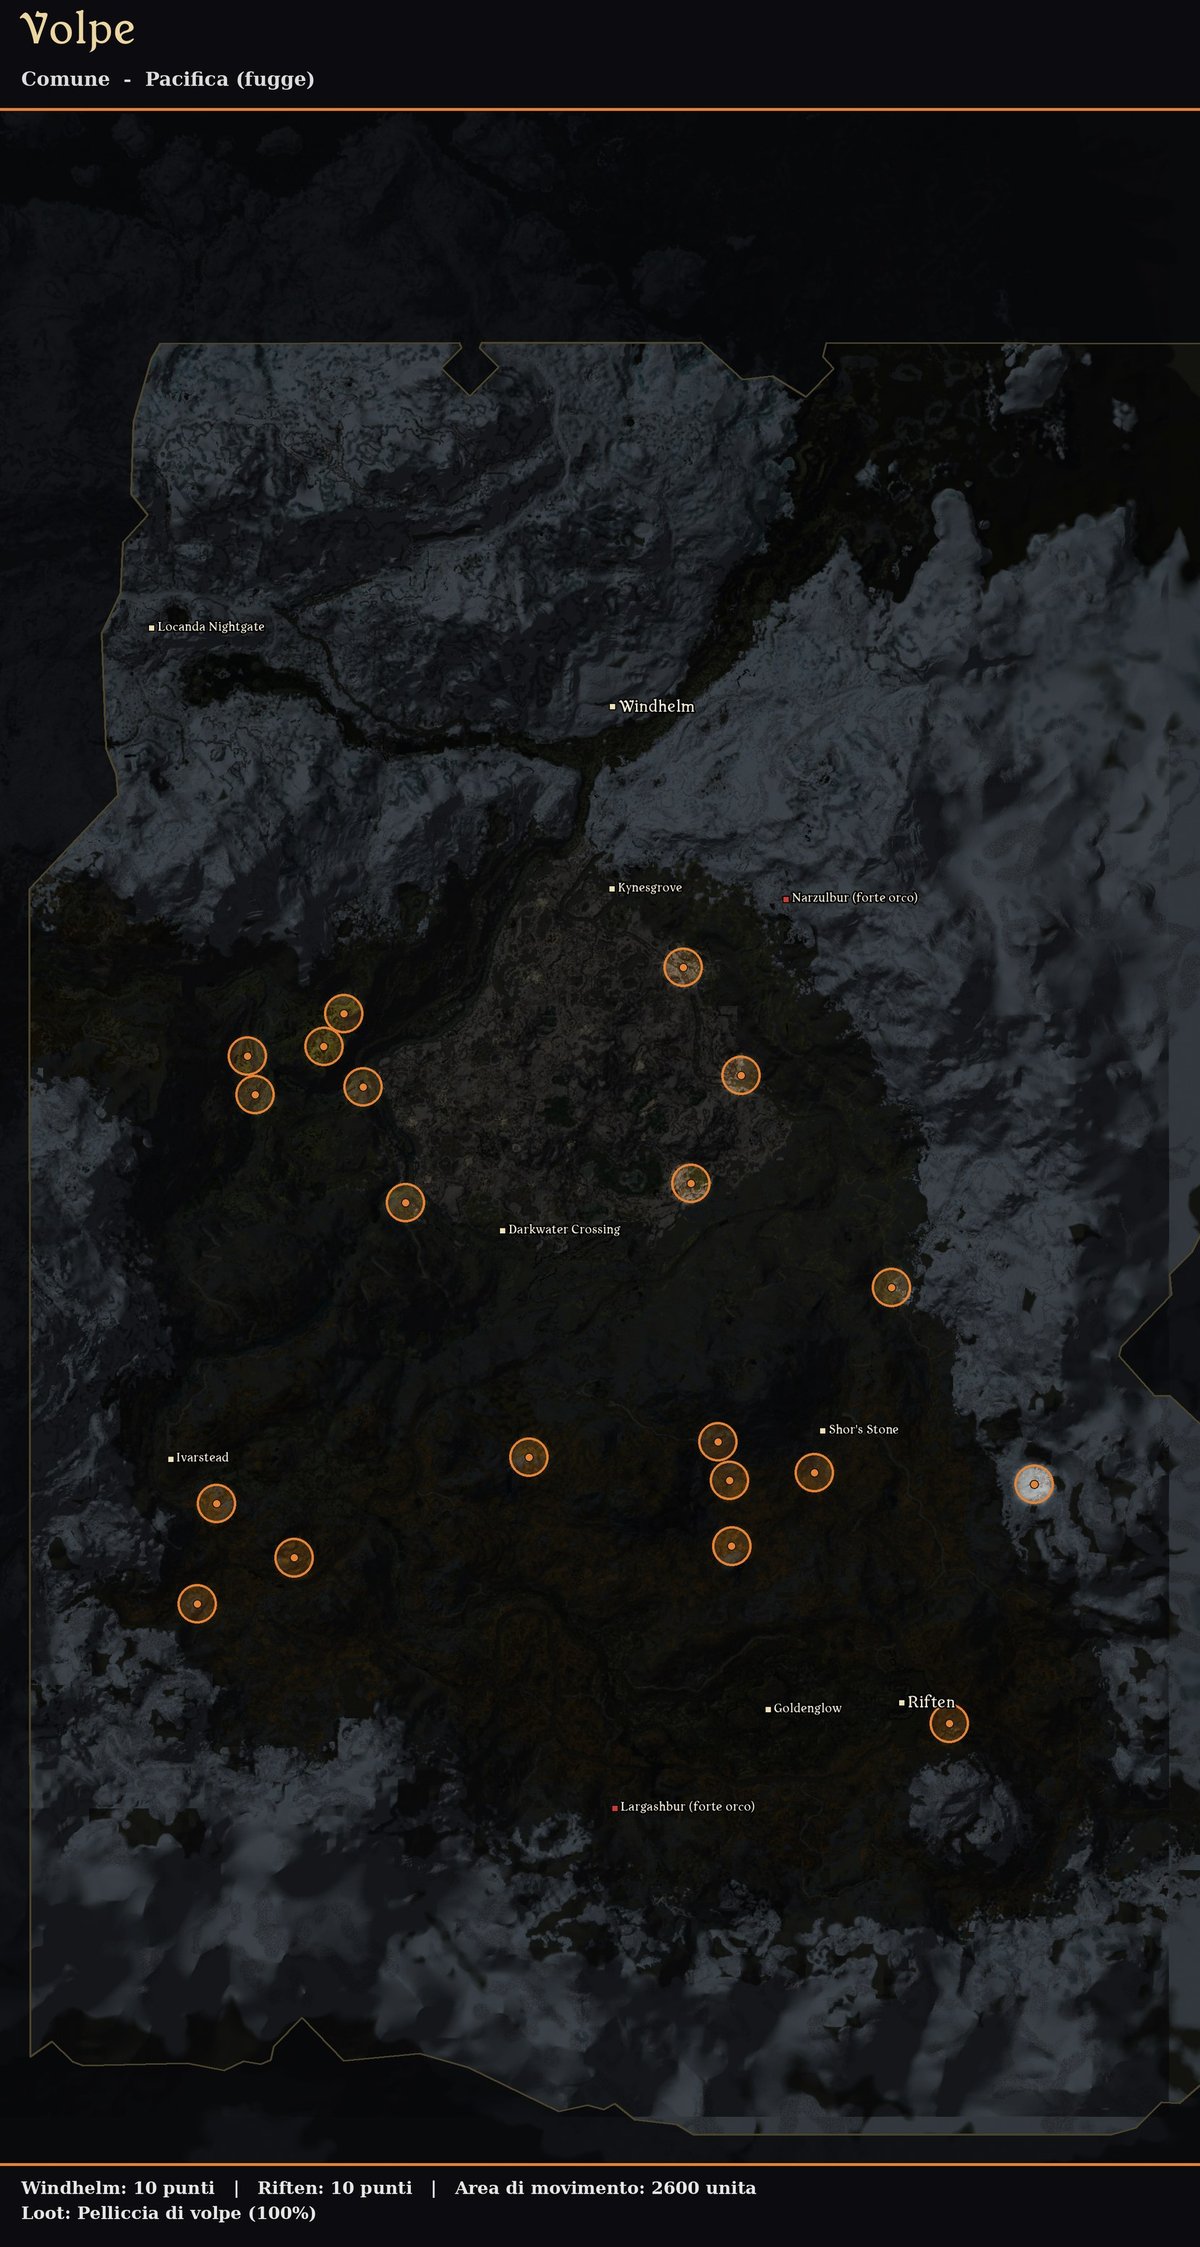 Volpe
Comune - Pacifica (fugge)
Locanda Nightgate
Windhelm
Kynesgrove
Narzulbur (forte orco)
Darkwater Crossing
Shor's Stone
Ivarstead
Riften
Goldenglow
Largashbur (forte orco)
Windhelm: 10 punti | Riften: 10 punti | Area di movimento: 2600 unita
Loot: Pelliccia di volpe (100%)